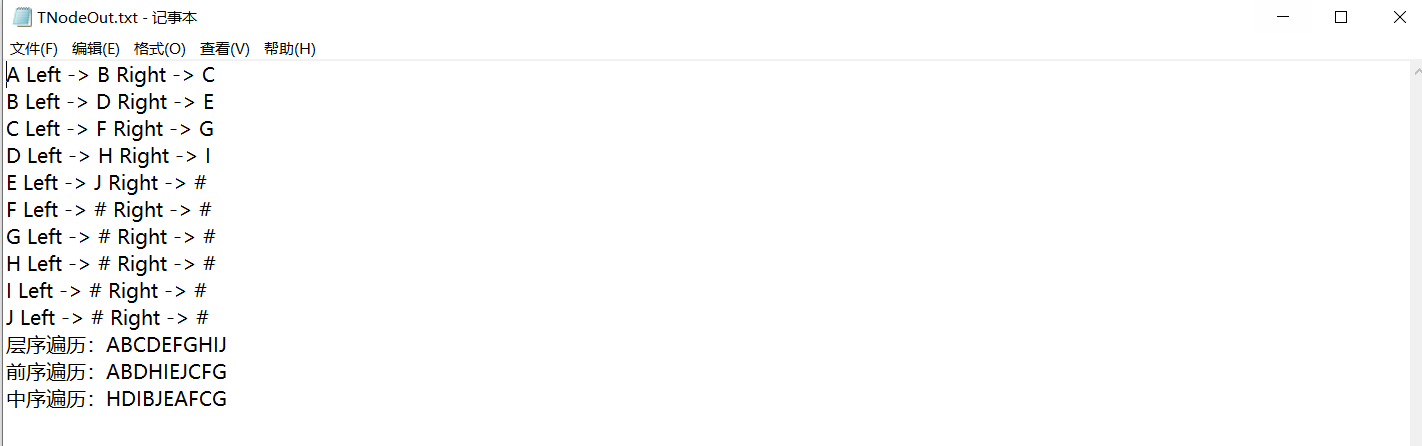 TNodeOut.txt - 记事本
文件(F) 编辑(E) 格式(O) 查看(V) 帮助(H)
A Left -> B Right -> C
B Left -> D Right -> E
C Left -> F Right -> G
D Left -> H Right -> I
E Left -> J Right -> #
F Left -> # Right -> #
G Left -> # Right -> #
H Left -> # Right -> #
I Left -> # Right -> #
J Left -> # Right -> #
层序遍历：ABCDEFGHIJ
前序遍历：ABDHIEJCFG
中序遍历：HDIBJEAFCG